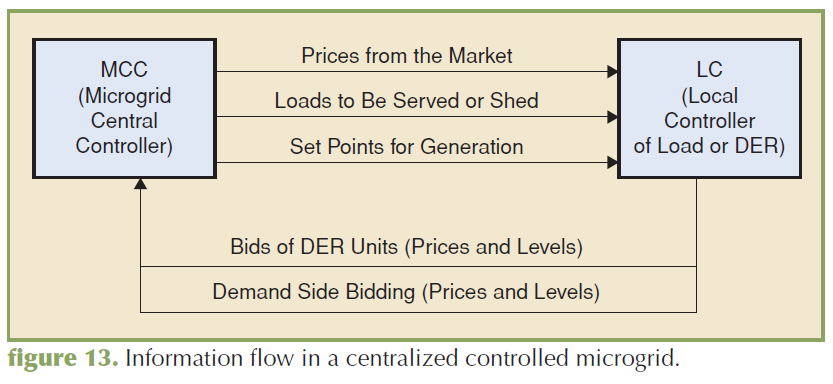 MCC
(Microgrid
Central
Controller)
Prices from the Market
Loads to Be Served or Shed
Set Points for Generation
LC
(Local
Controller
of Load or DER)
Bids of DER Units (Prices and Levels)
Demand Side Bidding (Prices and Levels)
figure 13. Information flow in a centralized controlled microgrid.